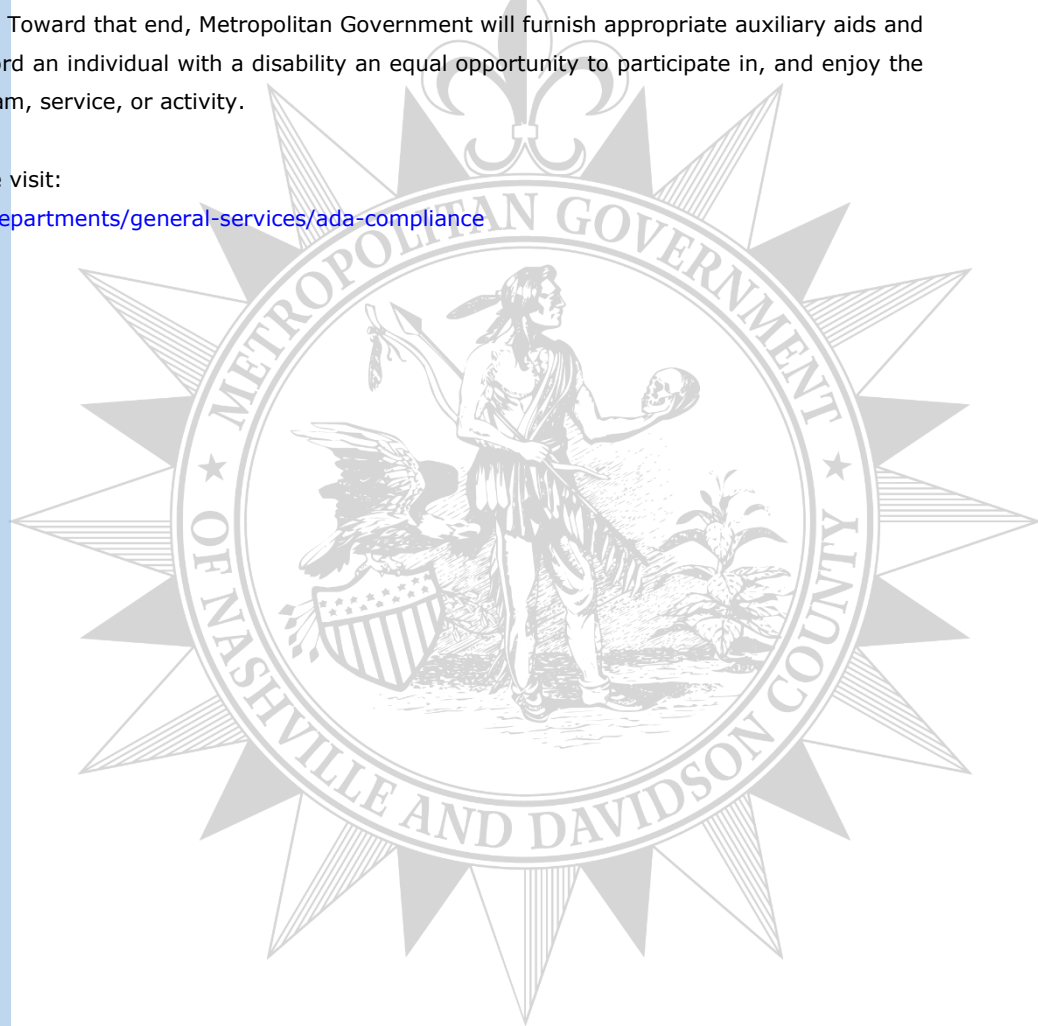 Toward that end, Metropolitan Government will furnish appropriate auxiliary aids and
rd an individual with a disability an equal opportunity to participate in, and enjoy the
am, service, or activity.
visit:
epartments/general-services/ada-compliance
METROPOLITAN GOVERNMENT
★ OF NASHVILLE AND DAVIDSON COUNTY ★